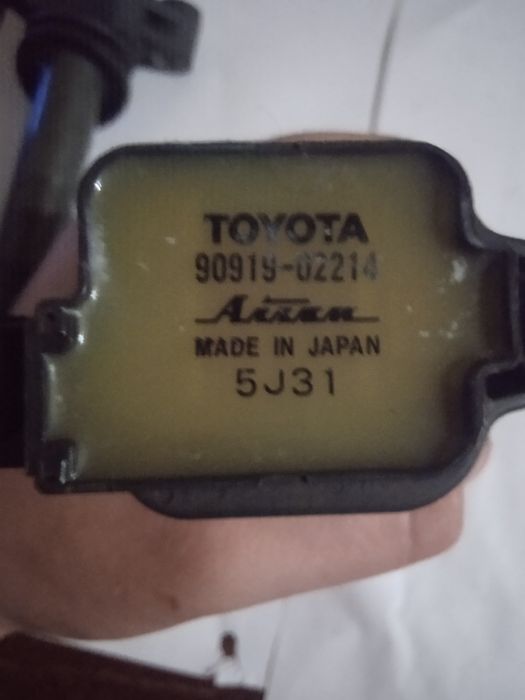 TOYOTA
90919-02214
Aisan
MADE IN JAPAN
5J31